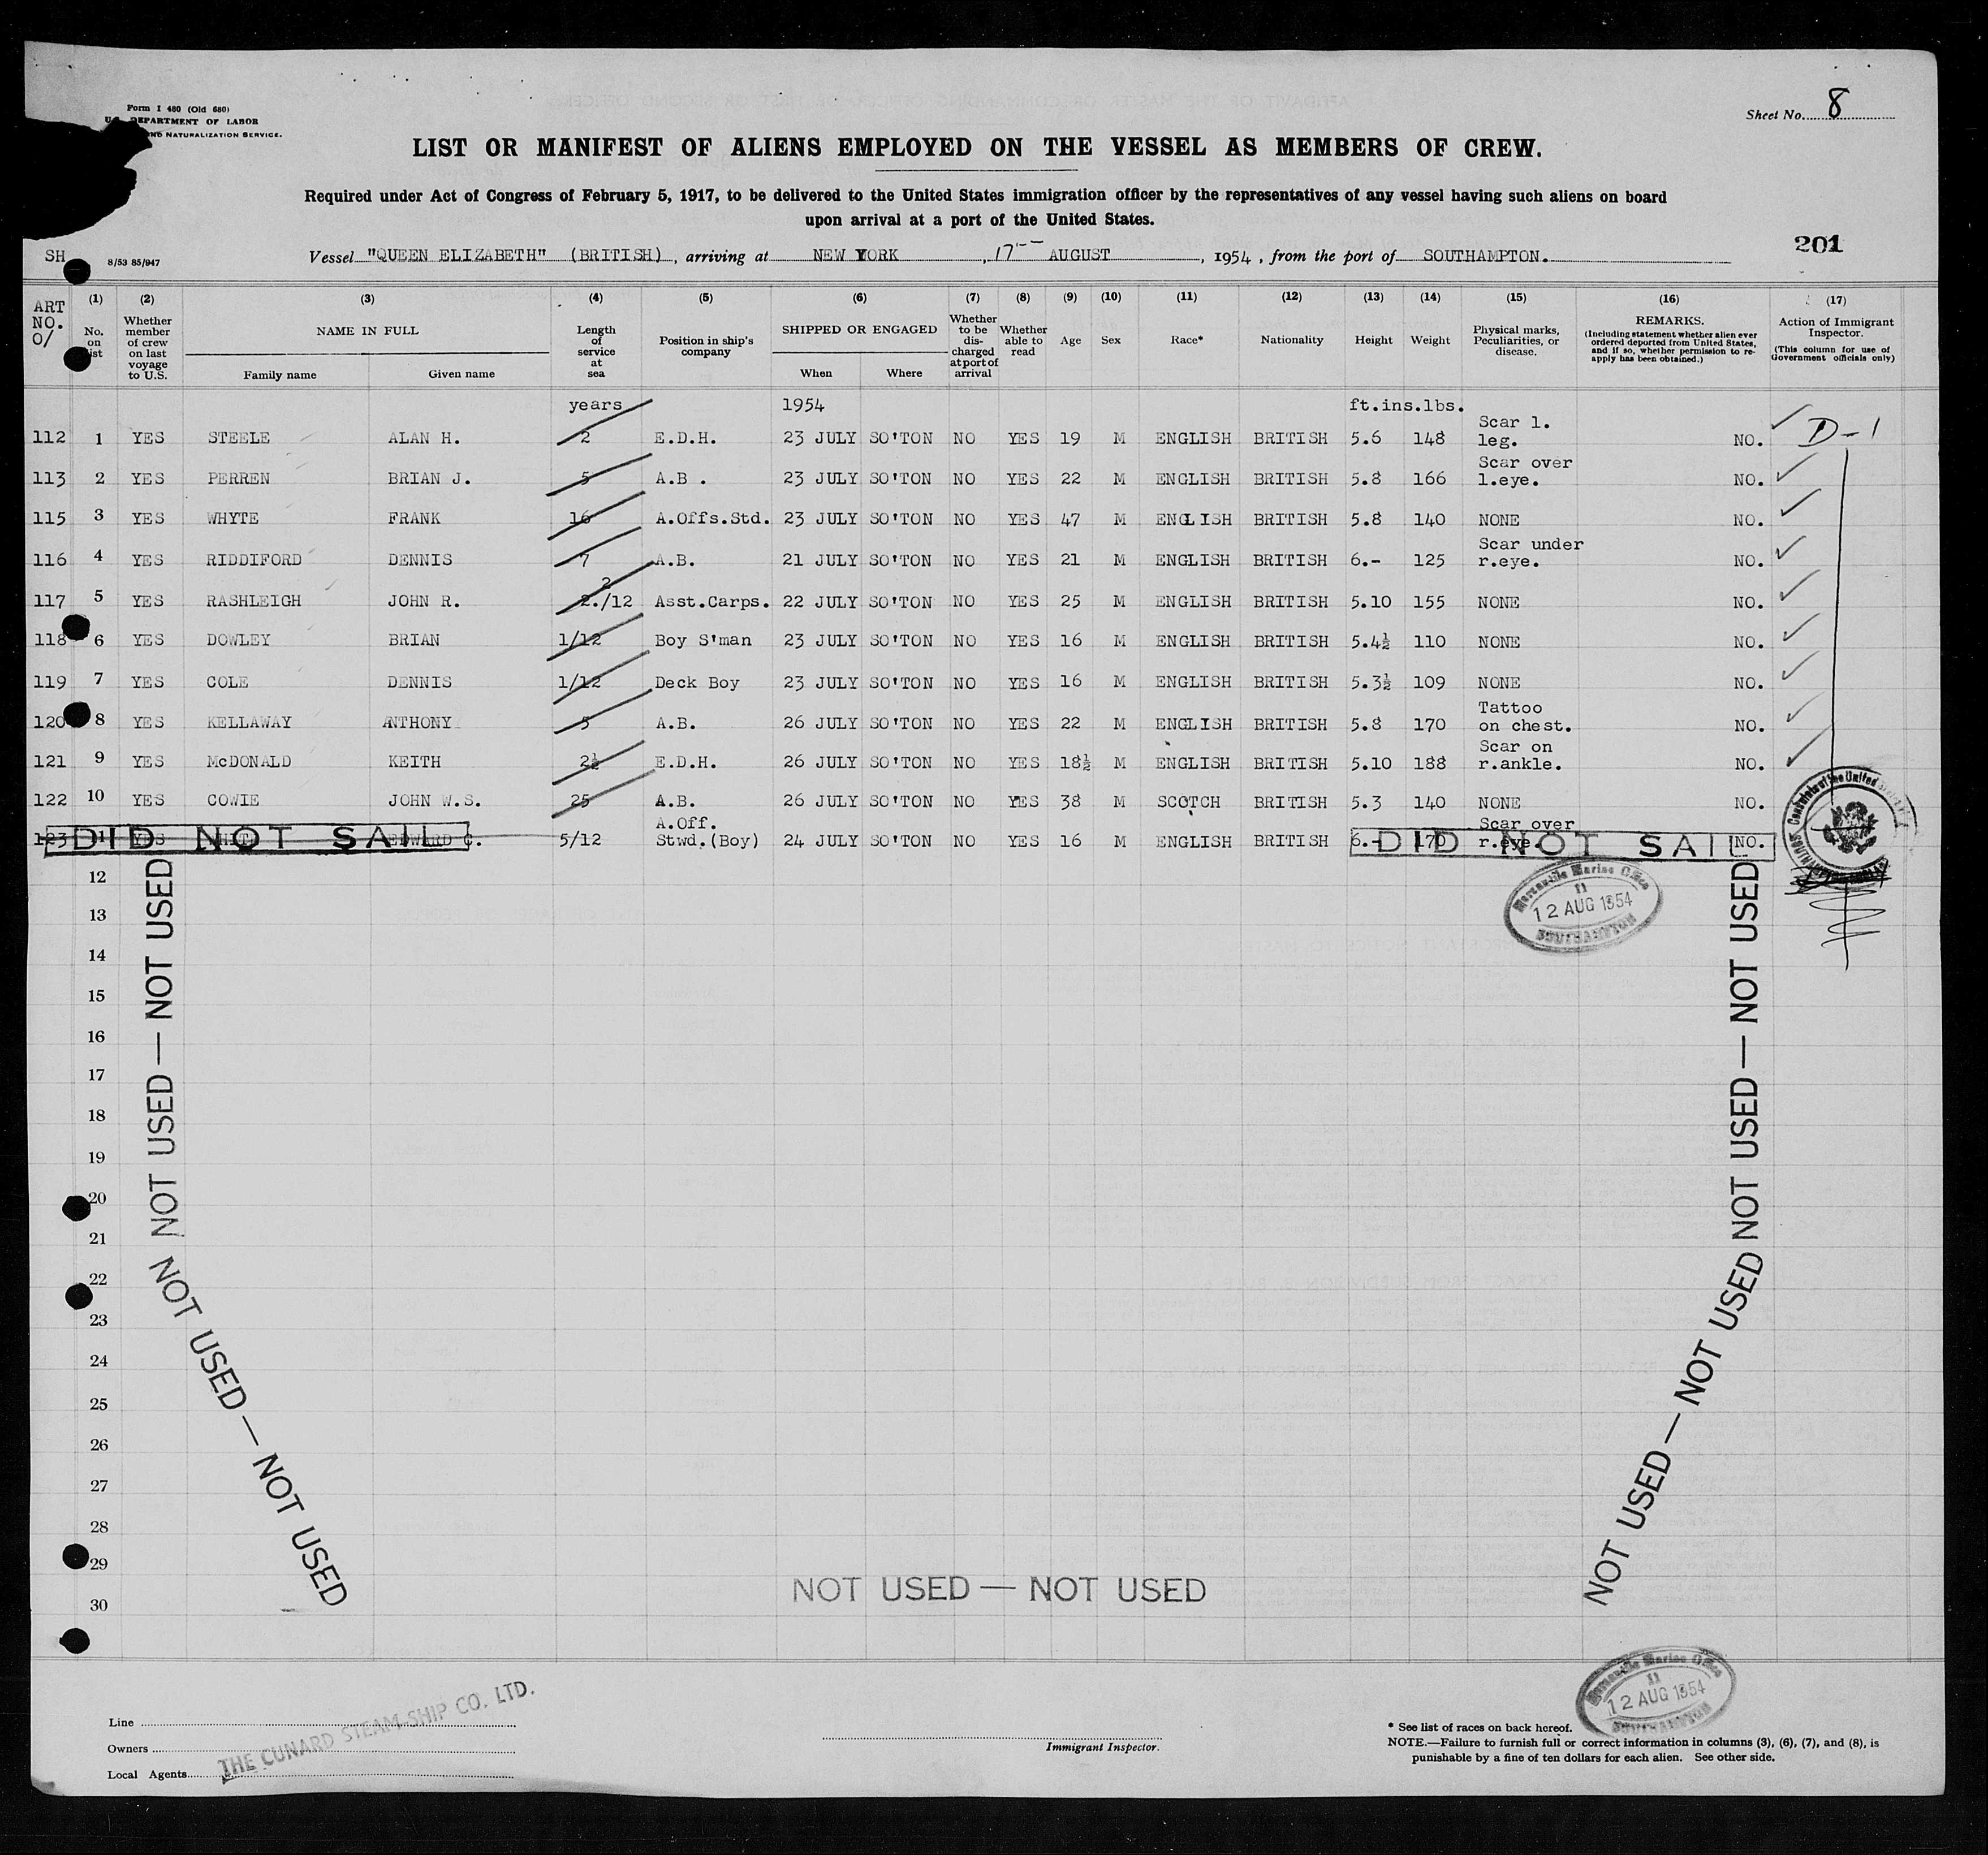 Form I 480 (Old 680)
DEPARTMENT OF LABOR
NATURALIZATION SERVICE.
Sheet No. 8
LIST OR MANIFEST OF ALIENS EMPLOYED ON THE VESSEL AS MEMBERS OF CREW.
Required under Act of Congress of February 5, 1917, to be delivered to the United States immigration officer by the representatives of any vessel having such aliens on board
upon arrival at a port of the United States.
201
SH 8/53 85/947 Vessel "QUEEN ELIZABETH" (BRITISH), arriving at NEW YORK, 17 AUGUST, 1954, from the port of SOUTHAMPTON.
ART NO. O/ (1) No. on list (2) Whether member of crew on last voyage to U.S. (3) NAME IN FULL Family name Given name (4) Length of service at sea (5) Position in ship's company (6) SHIPPED OR ENGAGED When Where (7) Whether to be discharged at port of arrival (8) Whether able to read (9) Age (10) Sex (11) Race* (12) Nationality (13) Height (14) Weight (15) Physical marks, Peculiarities, or disease. (16) REMARKS. (Including statement whether alien ever ordered deported from United States, and if so, whether permission to re-apply has been obtained.) (17) Action of Immigrant Inspector. (This column for use of Government officials only)
years 1954 ft.ins.lbs.
112 1 YES STEELE ALAN H. 2 E.D.H. 23 JULY SO'TON NO YES 19 M ENGLISH BRITISH 5.6 148 Scar l. leg. NO. D-1
113 2 YES PERREN BRIAN J. 5 A.B . 23 JULY SO'TON NO YES 22 M ENGLISH BRITISH 5.8 166 Scar over l.eye. NO.
115 3 YES WHYTE FRANK 16 A.Offs.Std. 23 JULY SO'TON NO YES 47 M ENGLISH BRITISH 5.8 140 NONE NO.
116 4 YES RIDDIFORD DENNIS 7 A.B. 21 JULY SO'TON NO YES 21 M ENGLISH BRITISH 6.- 125 Scar under r.eye. NO.
117 5 YES RASHLEIGH JOHN R. 2 2./12 Asst.Carps. 22 JULY SO'TON NO YES 25 M ENGLISH BRITISH 5.10 155 NONE NO.
118 6 YES DOWLEY BRIAN 1/12 Boy S'man 23 JULY SO'TON NO YES 16 M ENGLISH BRITISH 5.4½ 110 NONE NO.
119 7 YES COLE DENNIS 1/12 Deck Boy 23 JULY SO'TON NO YES 16 M ENGLISH BRITISH 5.3½ 109 NONE NO.
120 8 YES KELLAWAY ANTHONY 5 A.B. 26 JULY SO'TON NO YES 22 M ENGLISH BRITISH 5.8 170 Tattoo on chest. NO.
121 9 YES McDONALD KEITH 2½ E.D.H. 26 JULY SO'TON NO YES 18½ M ENGLISH BRITISH 5.10 188 Scar on r.ankle. NO.
122 10 YES COWIE JOHN W.S. 25 A.B. 26 JULY SO'TON NO YES 38 M SCOTCH BRITISH 5.3 140 NONE NO.
123 11 YES EDWARD C. 5/12 A.Off. Stwd.(Boy) 24 JULY SO'TON NO YES 16 M ENGLISH BRITISH 6.- 170 Scar over r.eye. NO.
DID NOT SAIL DID NOT SAIL
Mercantile Marine Office
11
12 AUG 1954
SOUTHAMPTON
12
13
14
15
16
17
18
19
20
21
22
23
24
25
26
27
28
29
30
NOT USED — NOT USED — NOT USED
NOT USED — NOT USED
NOT USED — NOT USED
NOT USED — NOT USED NOT USED — NOT USED — NOT USED
Mercantile Marine Office
11
12 AUG 1954
SOUTHAMPTON
Line
Owners
Local Agents
THE CUNARD STEAM-SHIP CO. LTD.
Immigrant Inspector.
* See list of races on back hereof.
NOTE.—Failure to furnish full or correct information in columns (3), (6), (7), and (8), is
punishable by a fine of ten dollars for each alien. See other side.